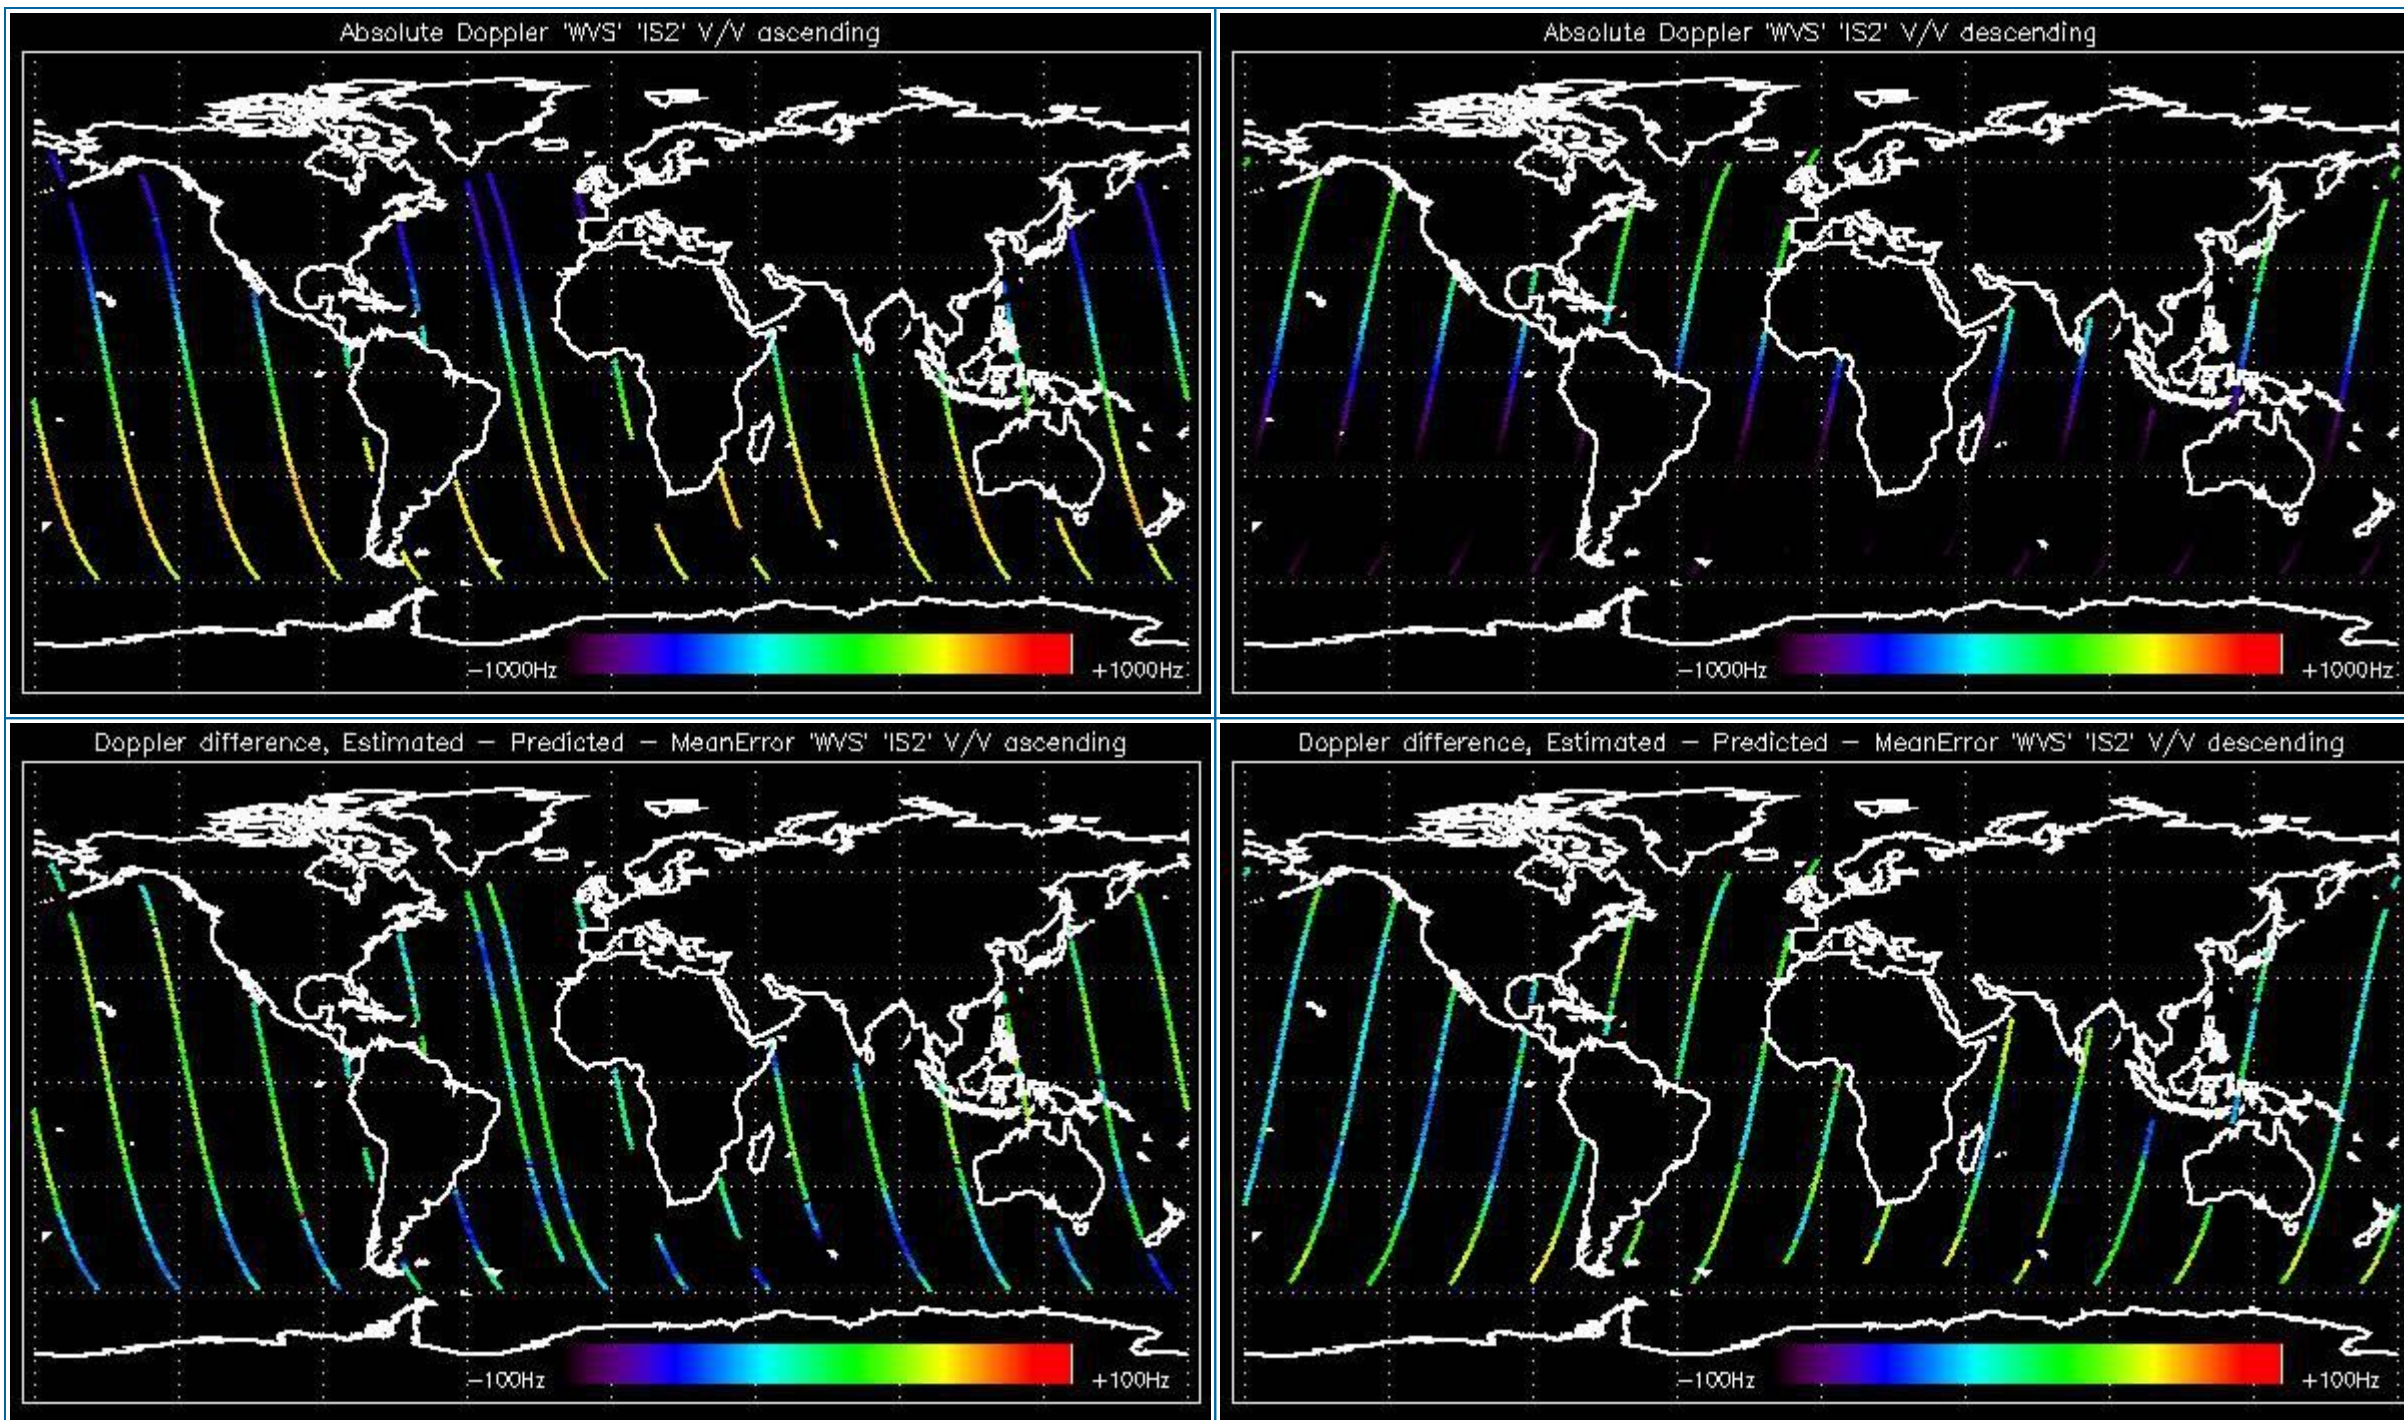 Absolute Doppler 'WVS' 'IS2' V/V ascending
-1000Hz
+1000Hz
Absolute Doppler 'WVS' 'IS2' V/V descending
-1000Hz
+1000Hz
Doppler difference, Estimated - Predicted - MeanError 'WVS' 'IS2' V/V ascending
-100Hz
+100Hz
Doppler difference, Estimated - Predicted - MeanError 'WVS' 'IS2' V/V descending
-100Hz
+100Hz